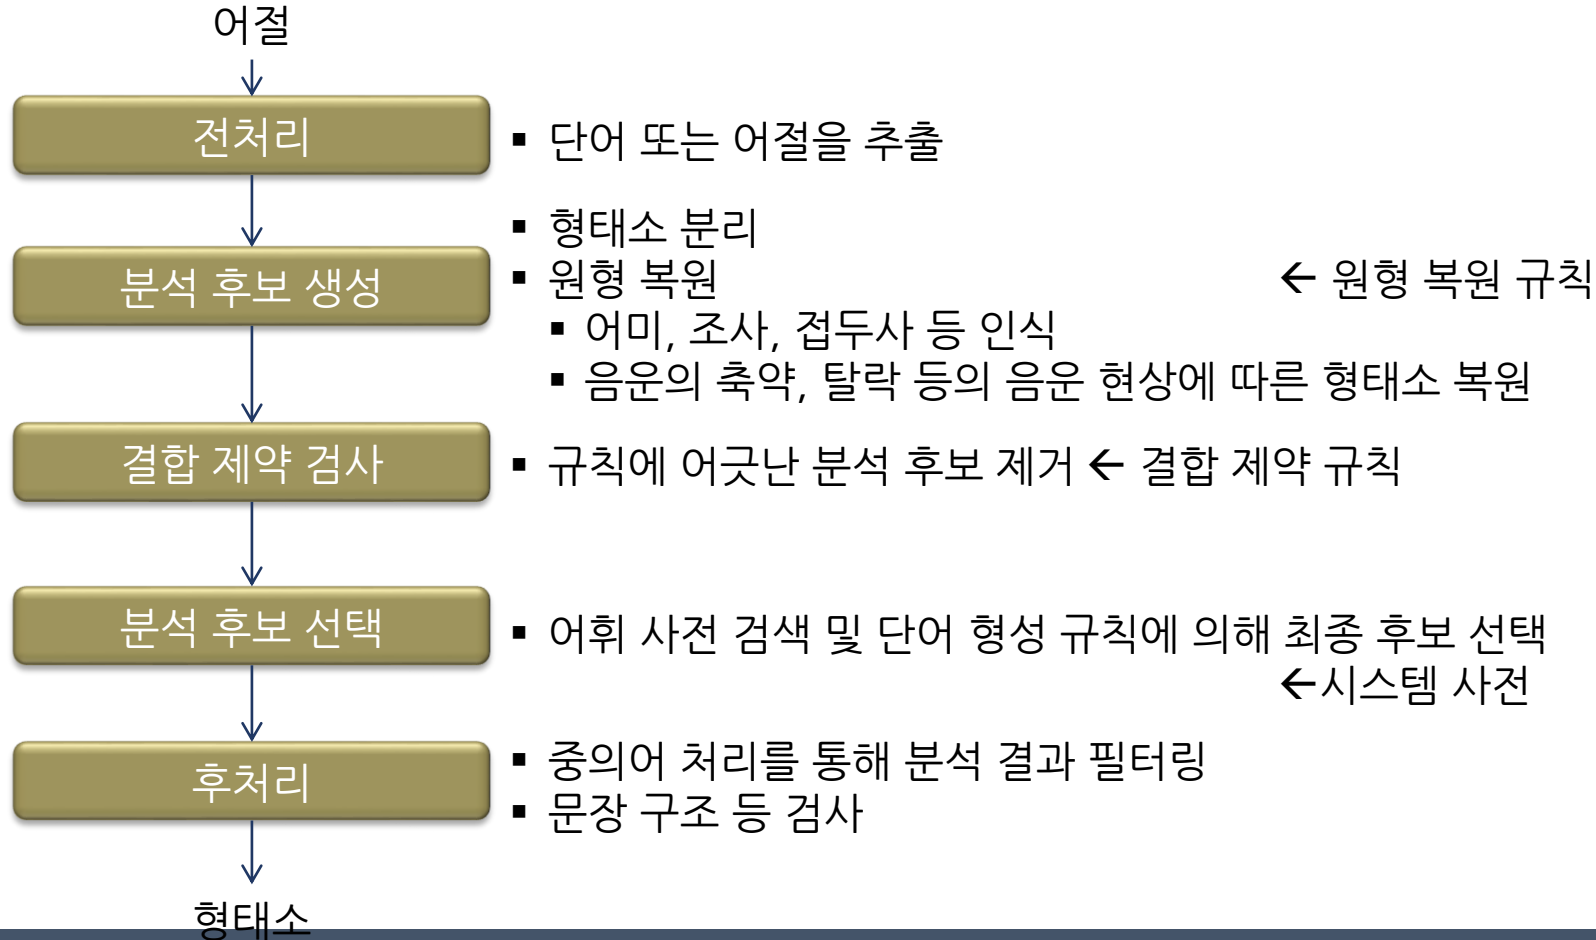 어절
전처리
▪ 단어 또는 어절을 추출
▪ 형태소 분리
분석 후보 생성
▪ 원형 복원 ← 원형 복원 규칙
▪ 어미, 조사, 접두사 등 인식
▪ 음운의 축약, 탈락 등의 음운 현상에 따른 형태소 복원
결합 제약 검사
▪ 규칙에 어긋난 분석 후보 제거 ← 결합 제약 규칙
분석 후보 선택
▪ 어휘 사전 검색 및 단어 형성 규칙에 의해 최종 후보 선택
←시스템 사전
후처리
▪ 중의어 처리를 통해 분석 결과 필터링
▪ 문장 구조 등 검사
형태소